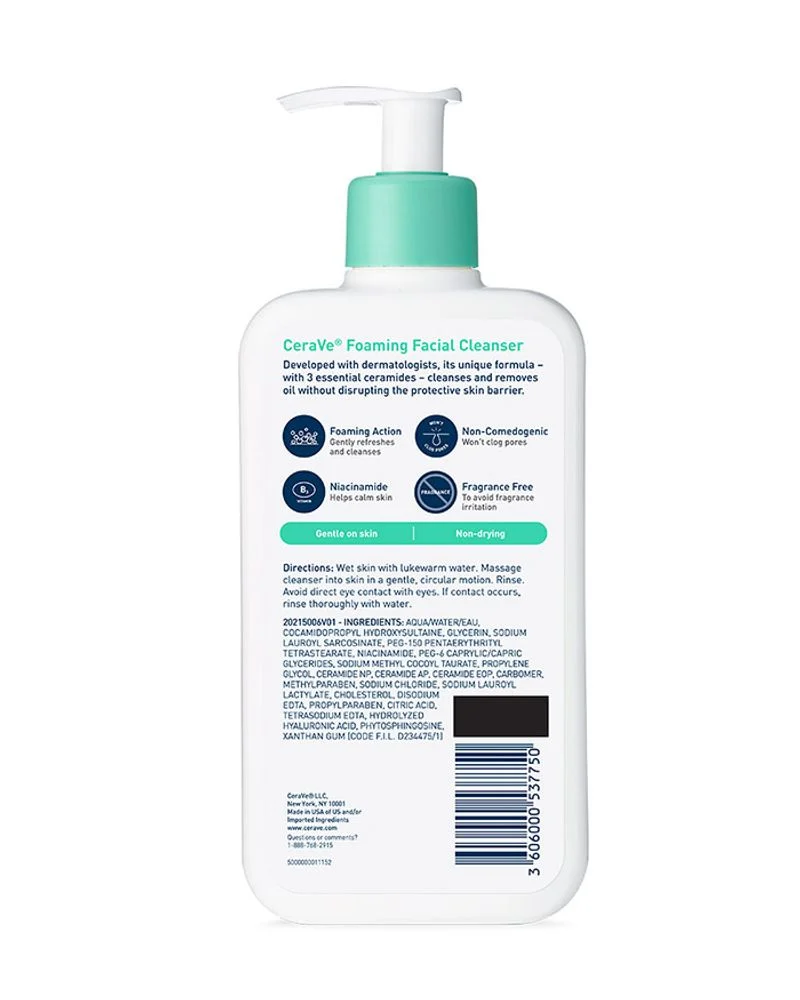 CeraVe® Foaming Facial Cleanser
Developed with dermatologists, its unique formula –
with 3 essential ceramides – cleanses and removes
oil without disrupting the protective skin barrier.
Foaming Action
Gently refreshes
and cleanses
WON'T
CLOG PORES
Non-Comedogenic
Won't clog pores
B3
VITAMIN
Niacinamide
Helps calm skin
FRAGRANCE
Fragrance Free
To avoid fragrance
irritation
Gentle on skin
Non-drying
Directions: Wet skin with lukewarm water. Massage
cleanser into skin in a gentle, circular motion. Rinse.
Avoid direct eye contact with eyes. If contact occurs,
rinse thoroughly with water.
20215006V01 - INGREDIENTS: AQUA/WATER/EAU,
COCAMIDOPROPYL HYDROXYSULTAINE, GLYCERIN, SODIUM
LAUROYL SARCOSINATE, PEG-150 PENTAERYTHRITYL
TETRASTEARATE, NIACINAMIDE, PEG-6 CAPRYLIC/CAPRIC
GLYCERIDES, SODIUM METHYL COCOYL TAURATE, PROPYLENE
GLYCOL, CERAMIDE NP, CERAMIDE AP, CERAMIDE EOP, CARBOMER,
METHYLPARABEN, SODIUM CHLORIDE, SODIUM LAUROYL
LACTYLATE, CHOLESTEROL, DISODIUM
EDTA, PROPYLPARABEN, CITRIC ACID,
TETRASODIUM EDTA, HYDROLYZED
HYALURONIC ACID, PHYTOSPHINGOSINE,
XANTHAN GUM [CODE F.I.L. D234475/1]
CeraVe® LLC,
New York, NY 10001
Made in USA of US and/or
Imported Ingredients
www.cerave.com
Questions or comments?
1-888-768-2915
5000000011152
3 606000 537750